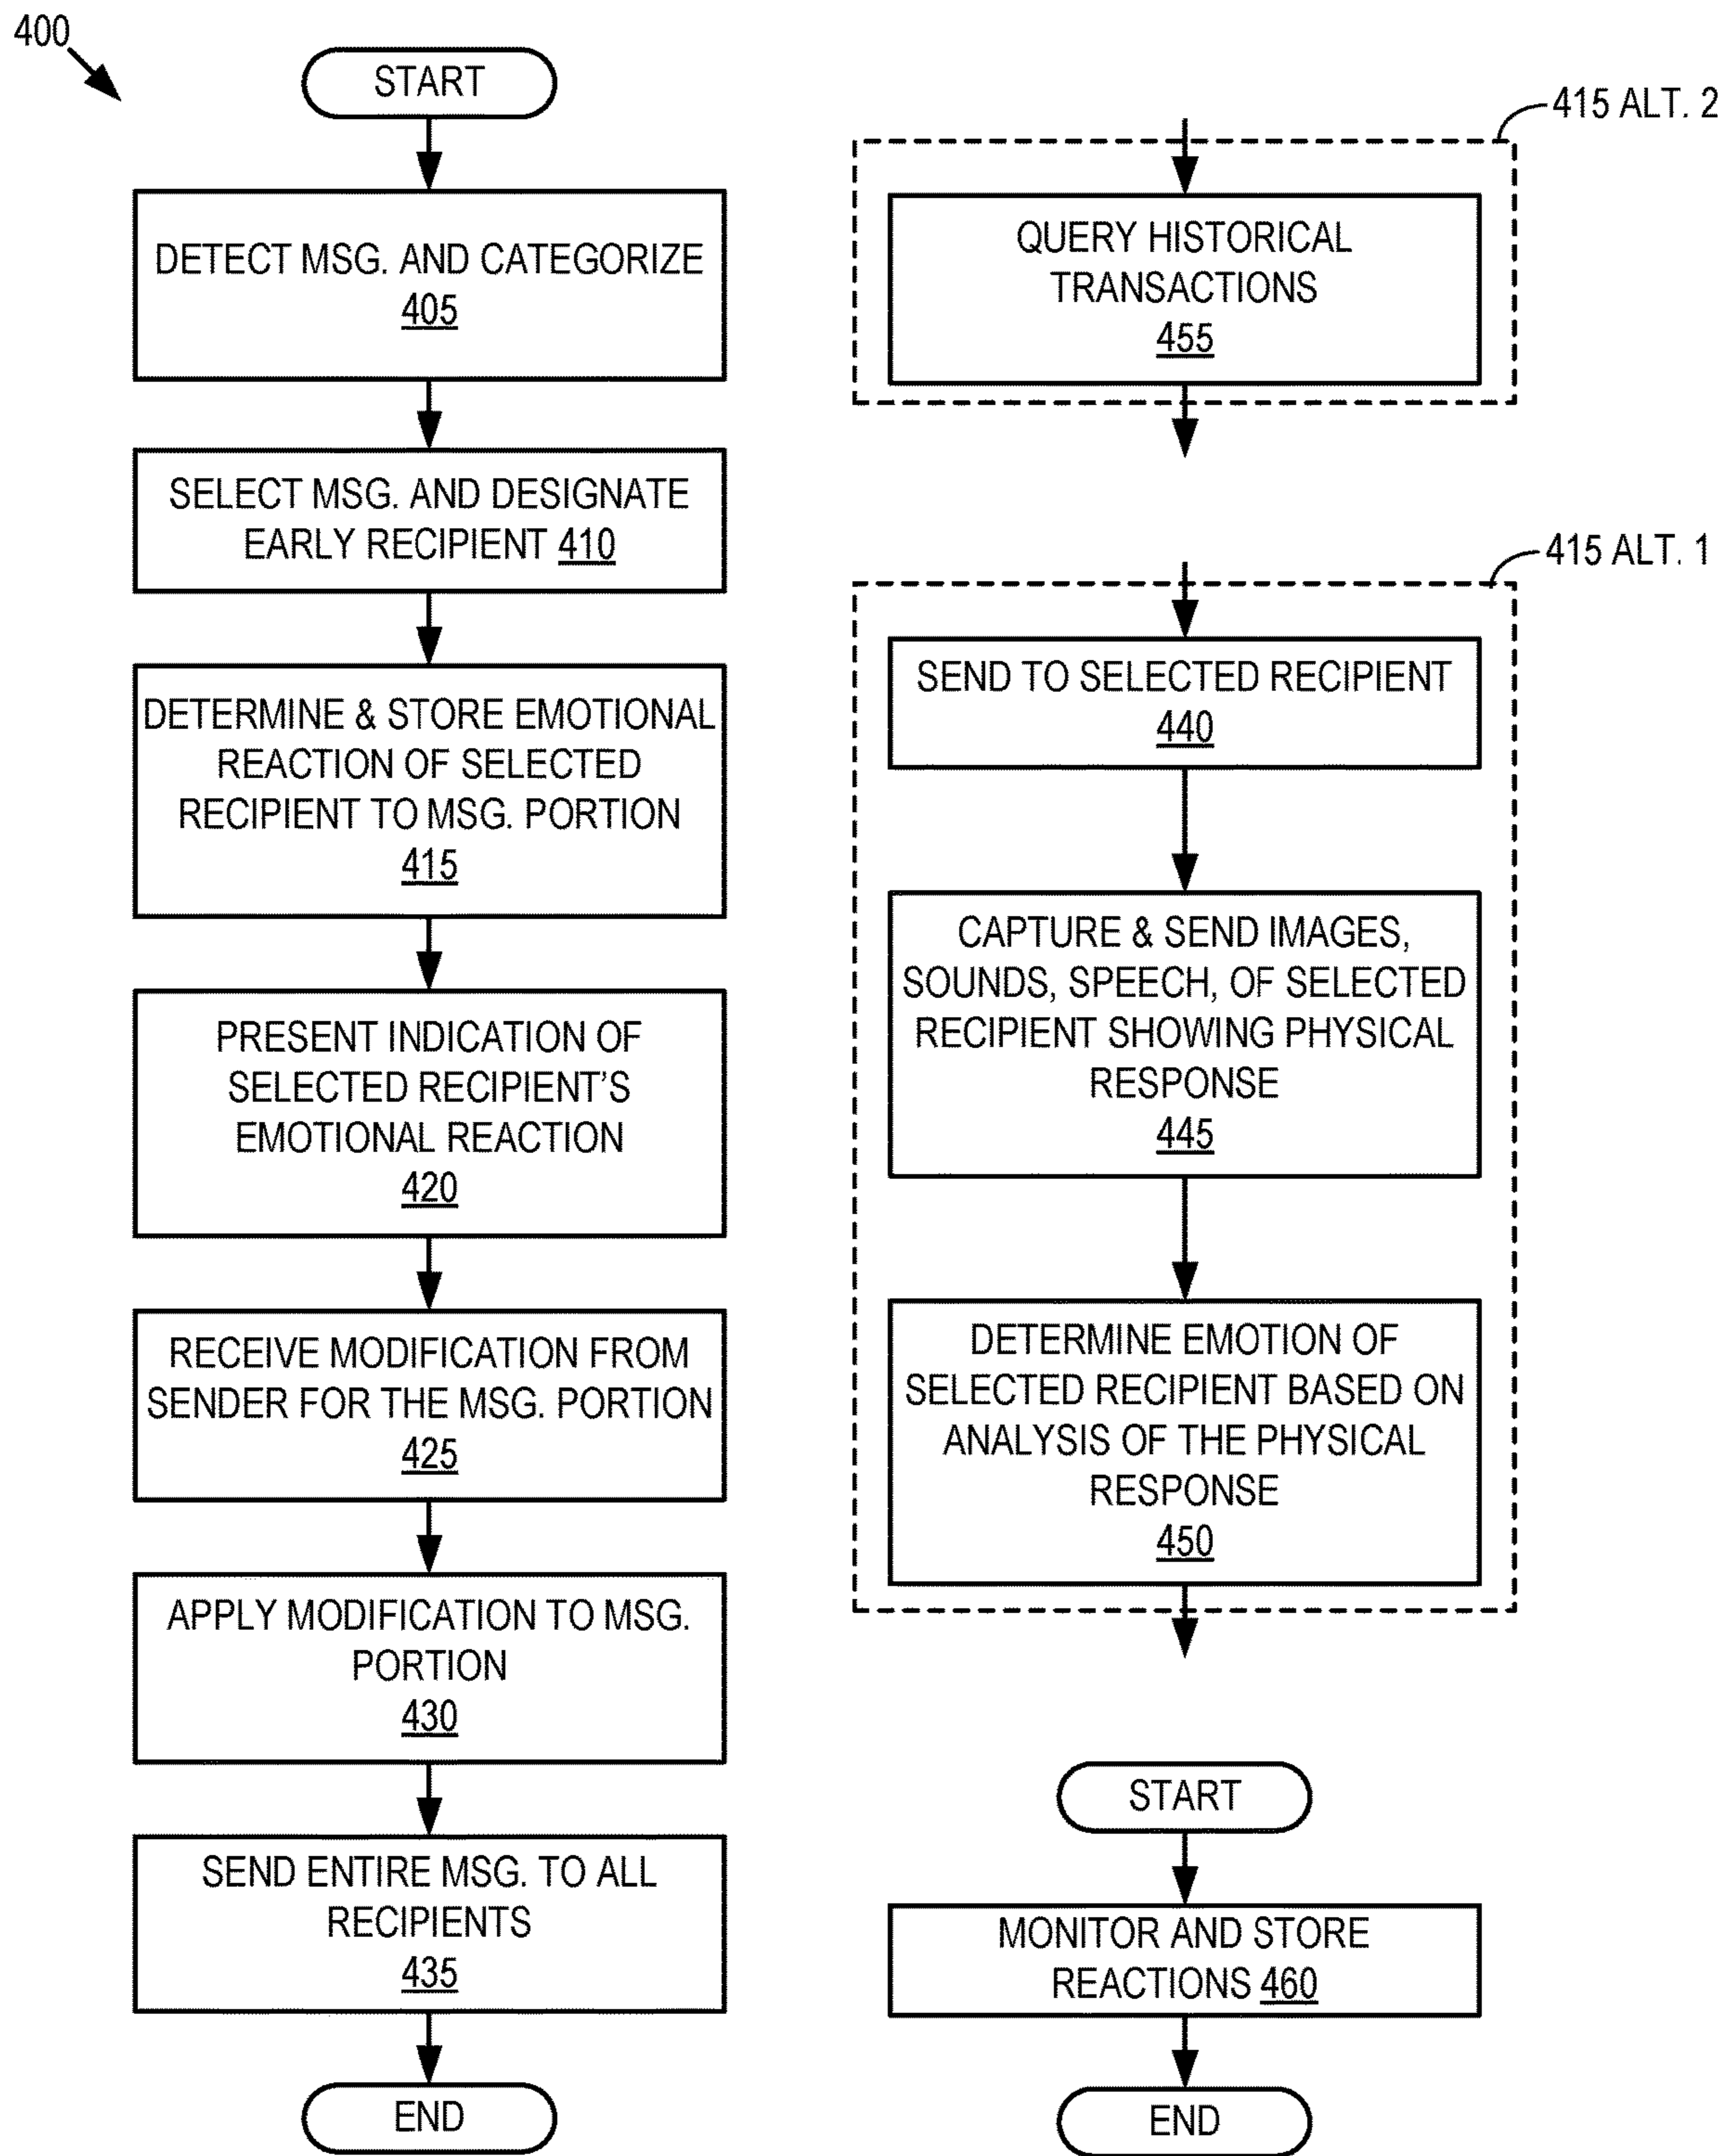 400
START
DETECT MSG. AND CATEGORIZE
405
SELECT MSG. AND DESIGNATE
EARLY RECIPIENT 410
DETERMINE & STORE EMOTIONAL
REACTION OF SELECTED
RECIPIENT TO MSG. PORTION
415
PRESENT INDICATION OF
SELECTED RECIPIENT'S
EMOTIONAL REACTION
420
RECEIVE MODIFICATION FROM
SENDER FOR THE MSG. PORTION
425
APPLY MODIFICATION TO MSG.
PORTION
430
SEND ENTIRE MSG. TO ALL
RECIPIENTS
435
END
415 ALT. 2
QUERY HISTORICAL
TRANSACTIONS
455
415 ALT. 1
SEND TO SELECTED RECIPIENT
440
CAPTURE & SEND IMAGES,
SOUNDS, SPEECH, OF SELECTED
RECIPIENT SHOWING PHYSICAL
RESPONSE
445
DETERMINE EMOTION OF
SELECTED RECIPIENT BASED ON
ANALYSIS OF THE PHYSICAL
RESPONSE
450
START
MONITOR AND STORE
REACTIONS 460
END